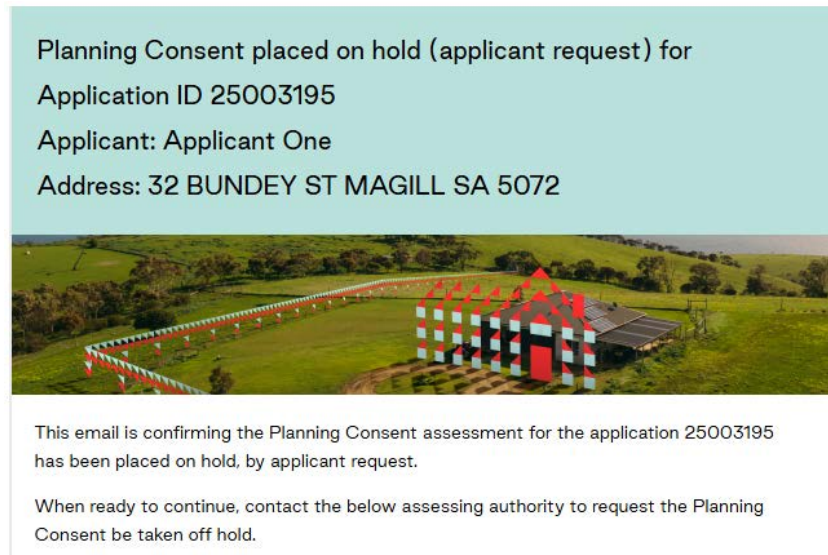 Planning Consent placed on hold (applicant request) for
Application ID 25003195
Applicant: Applicant One
Address: 32 BUNDEY ST MAGILL SA 5072
This email is confirming the Planning Consent assessment for the application 25003195
has been placed on hold, by applicant request.
When ready to continue, contact the below assessing authority to request the Planning
Consent be taken off hold.